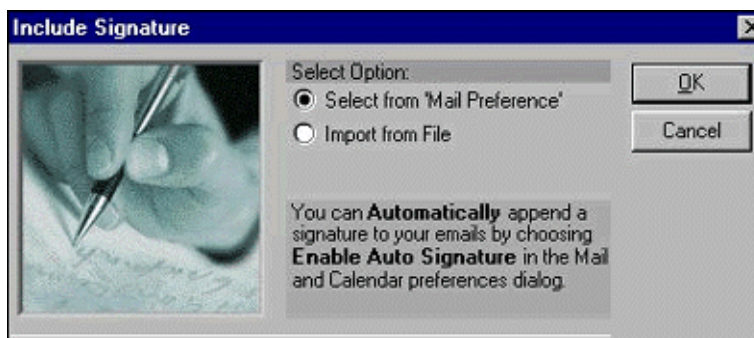 Include Signature
Select Option:
Select from 'Mail Preference'
Import from File
OK
Cancel
You can Automatically append a
signature to your emails by choosing
Enable Auto Signature in the Mail
and Calendar preferences dialog.